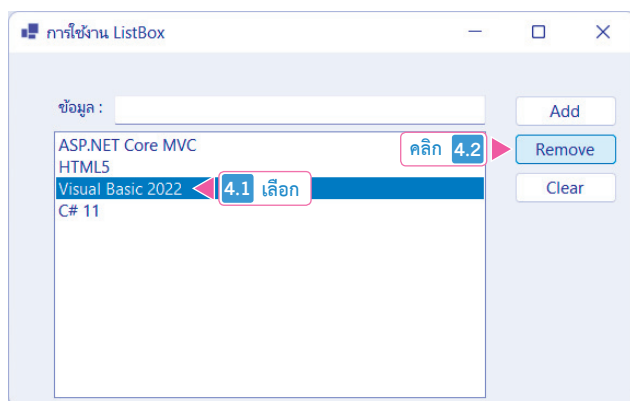 การใช้งาน ListBox
ข้อมูล :
Add
ASP.NET Core MVC
คลิก 4.2
Remove
HTML5
Visual Basic 2022
4.1 เลือก
Clear
C# 11